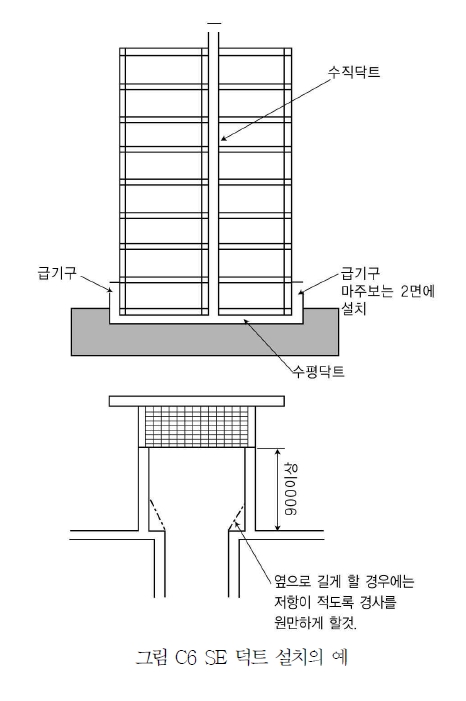 수직닥트
급기구
급기구
마주보는 2면에
설치
수평닥트
900이상
옆으로 길게 할 경우에는
저항이 적도록 경사를
원만하게 할것.
그림 C6 SE 덕트 설치의 예